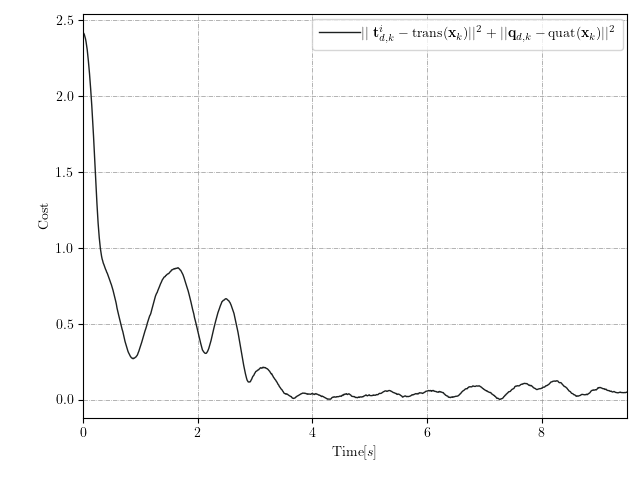 || t^i_{d,k} − trans(x_k)||^2 + ||q_{d,k} − quat(x_k)||^2
2.5
2.0
1.5
1.0
0.5
0.0
Cost
0 2 4 6 8
Time[s]